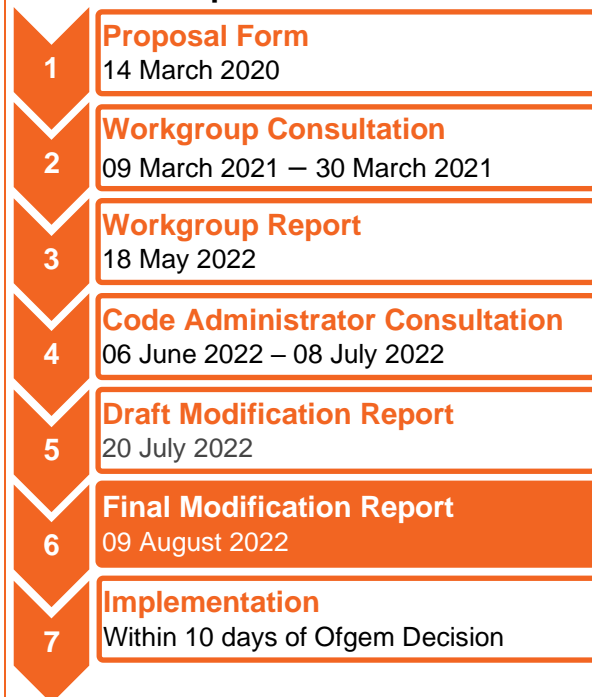 1
Proposal Form
14 March 2020
2
Workgroup Consultation
09 March 2021 – 30 March 2021
3
Workgroup Report
18 May 2022
4
Code Administrator Consultation
06 June 2022 – 08 July 2022
5
Draft Modification Report
20 July 2022
6
Final Modification Report
09 August 2022
7
Implementation
Within 10 days of Ofgem Decision